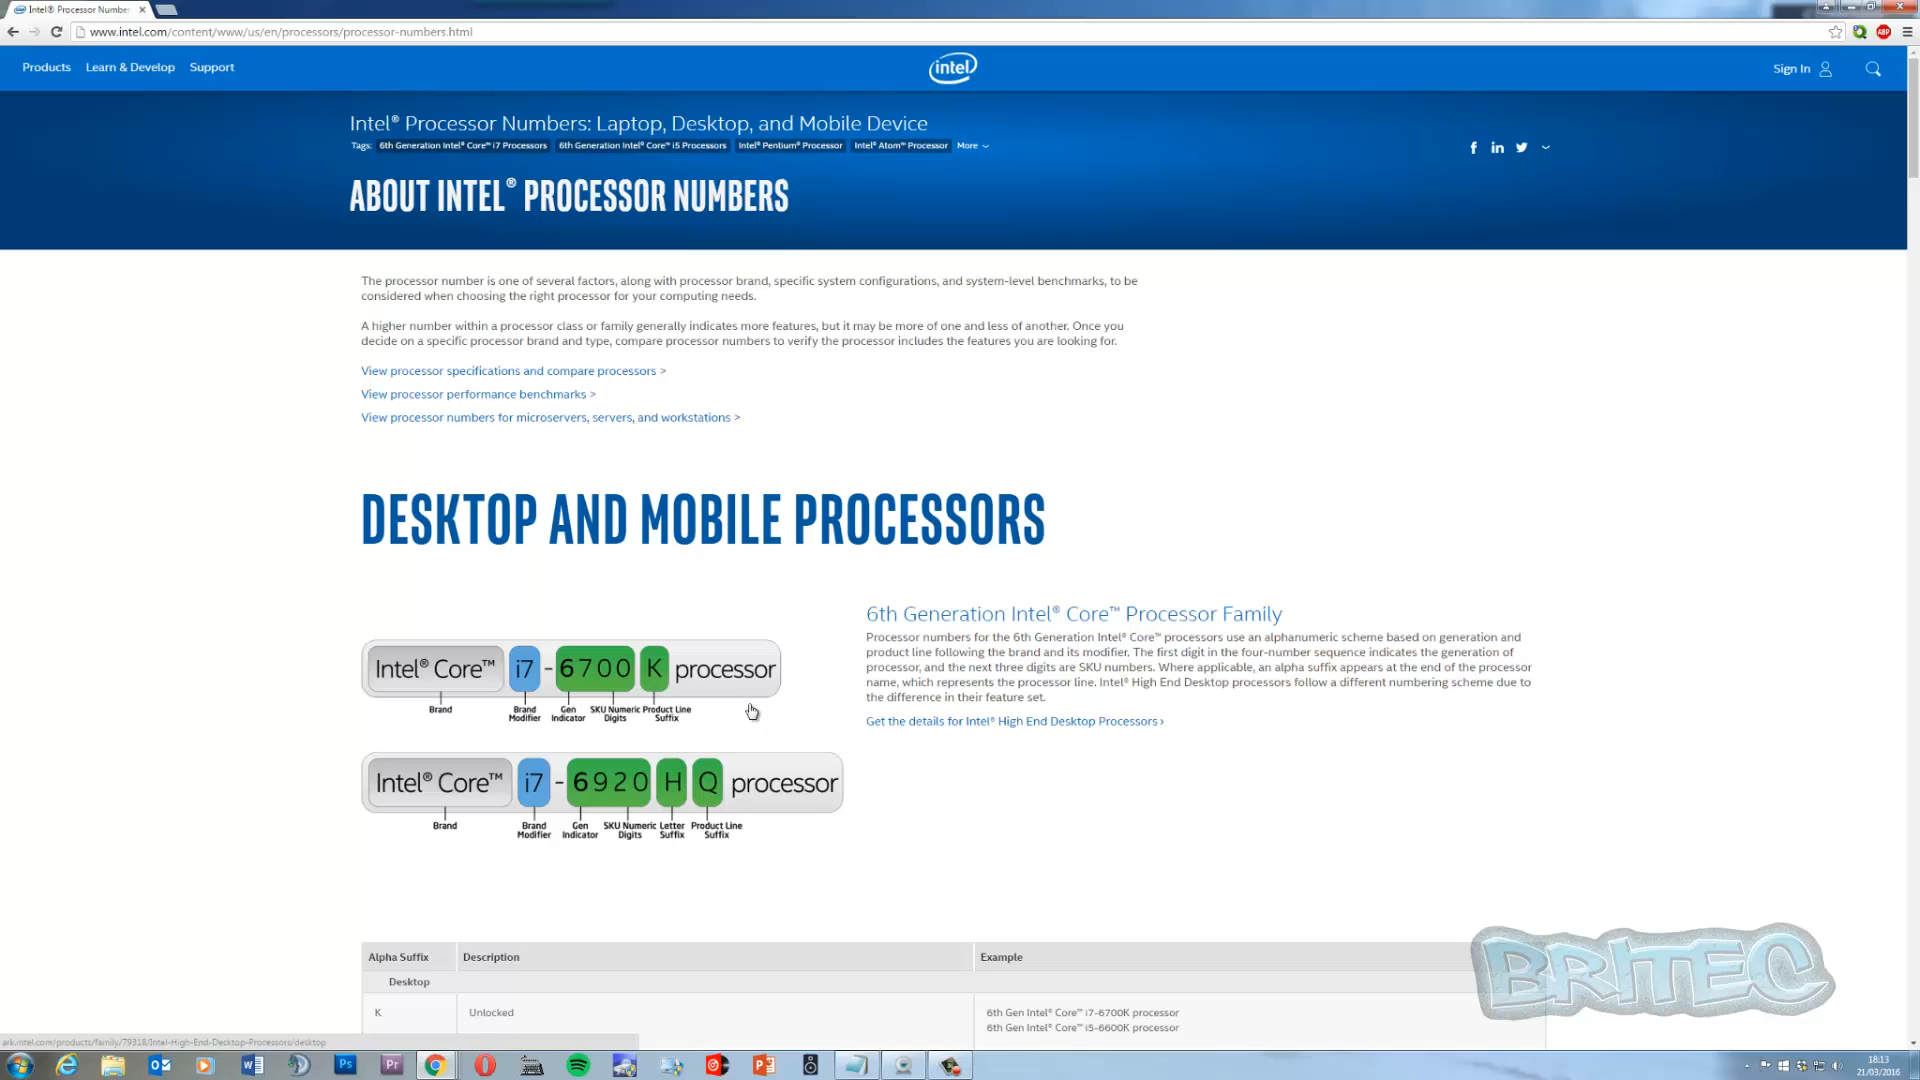 Intel® Processor Number
www.intel.com/content/www/us/en/processors/processor-numbers.html
ABP
Products Learn & Develop Support
intel
Sign In
Intel® Processor Numbers: Laptop, Desktop, and Mobile Device
Tags: 6th Generation Intel® Core™ i7 Processors 6th Generation Intel® Core™ i5 Processors Intel® Pentium® Processor Intel® Atom™ Processor More
f in
ABOUT INTEL® PROCESSOR NUMBERS
The processor number is one of several factors, along with processor brand, specific system configurations, and system-level benchmarks, to be
considered when choosing the right processor for your computing needs.
A higher number within a processor class or family generally indicates more features, but it may be more of one and less of another. Once you
decide on a specific processor brand and type, compare processor numbers to verify the processor includes the features you are looking for.
View processor specifications and compare processors >
View processor performance benchmarks >
View processor numbers for microservers, servers, and workstations >
DESKTOP AND MOBILE PROCESSORS
Intel® Core™ i7 - 6700 K processor
Brand Brand Modifier Gen Indicator SKU Numeric Digits Product Line Suffix
Intel® Core™ i7 - 6920 H Q processor
Brand Brand Modifier Gen Indicator SKU Numeric Digits Letter Suffix Product Line Suffix
6th Generation Intel® Core™ Processor Family
Processor numbers for the 6th Generation Intel® Core™ processors use an alphanumeric scheme based on generation and
product line following the brand and its modifier. The first digit in the four-number sequence indicates the generation of
processor, and the next three digits are SKU numbers. Where applicable, an alpha suffix appears at the end of the processor
name, which represents the processor line. Intel® High End Desktop processors follow a different numbering scheme due to
the difference in their feature set.
Get the details for Intel® High End Desktop Processors ›
Alpha Suffix Description Example
Desktop
K Unlocked 6th Gen Intel® Core™ i7-6700K processor
6th Gen Intel® Core™ i5-6600K processor
BRITEC
ark.intel.com/products/family/79318/Intel-High-End-Desktop-Processors/desktop
Ps
Pr
18:13
21/03/2016